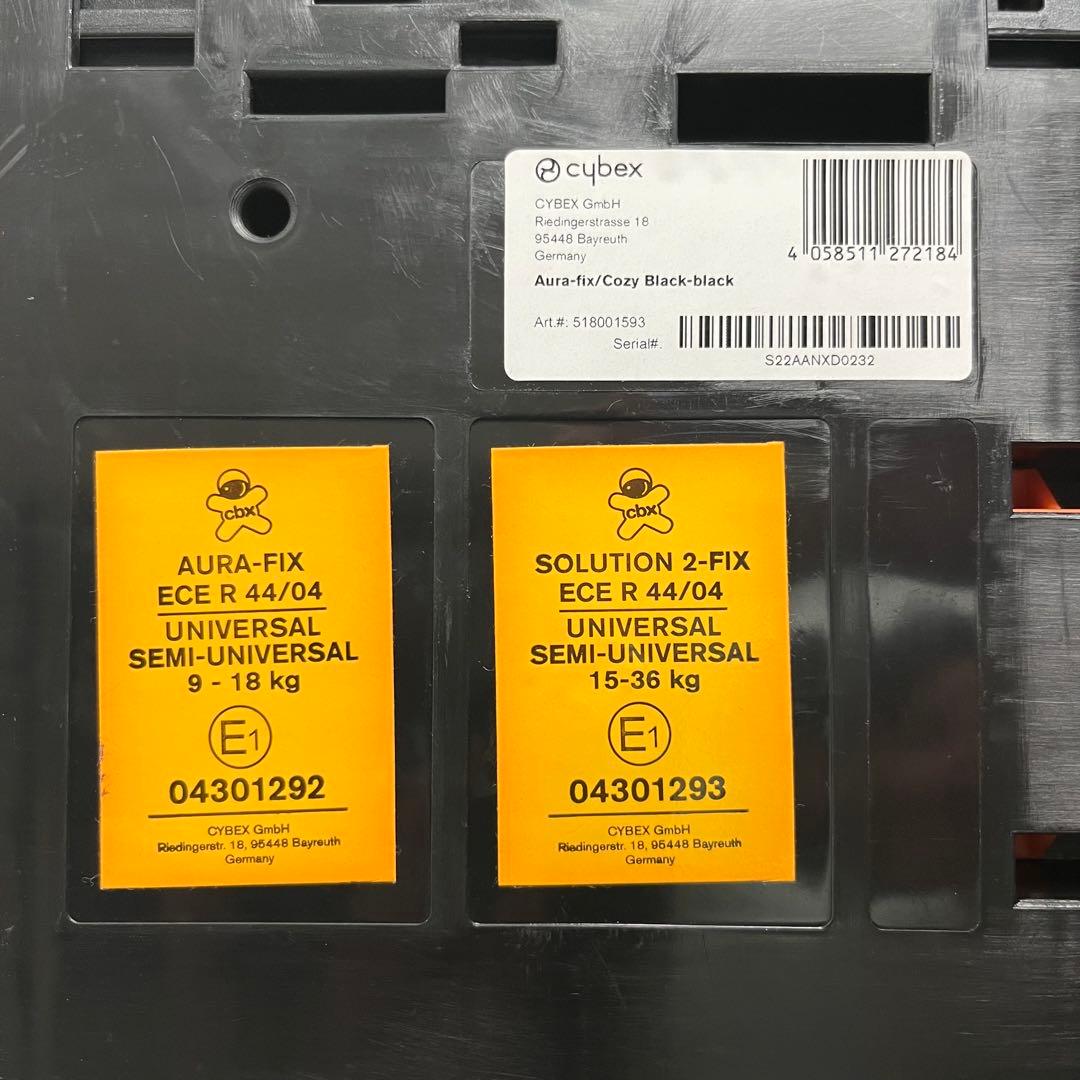 cybex
CYBEX GmbH
Riedingerstrasse 18
95448 Bayreuth
Germany
4 058511 272184
Aura-fix/Cozy Black-black
Art.#: 518001593
Serial#.
S22AANXD0232
cbx
AURA-FIX
ECE R 44/04
UNIVERSAL
SEMI-UNIVERSAL
9 - 18 kg
E1
04301292
CYBEX GmbH
Riedingerstr. 18, 95448 Bayreuth
Germany
cbx
SOLUTION 2-FIX
ECE R 44/04
UNIVERSAL
SEMI-UNIVERSAL
15-36 kg
E1
04301293
CYBEX GmbH
Riedingerstr. 18, 95448 Bayreuth
Germany